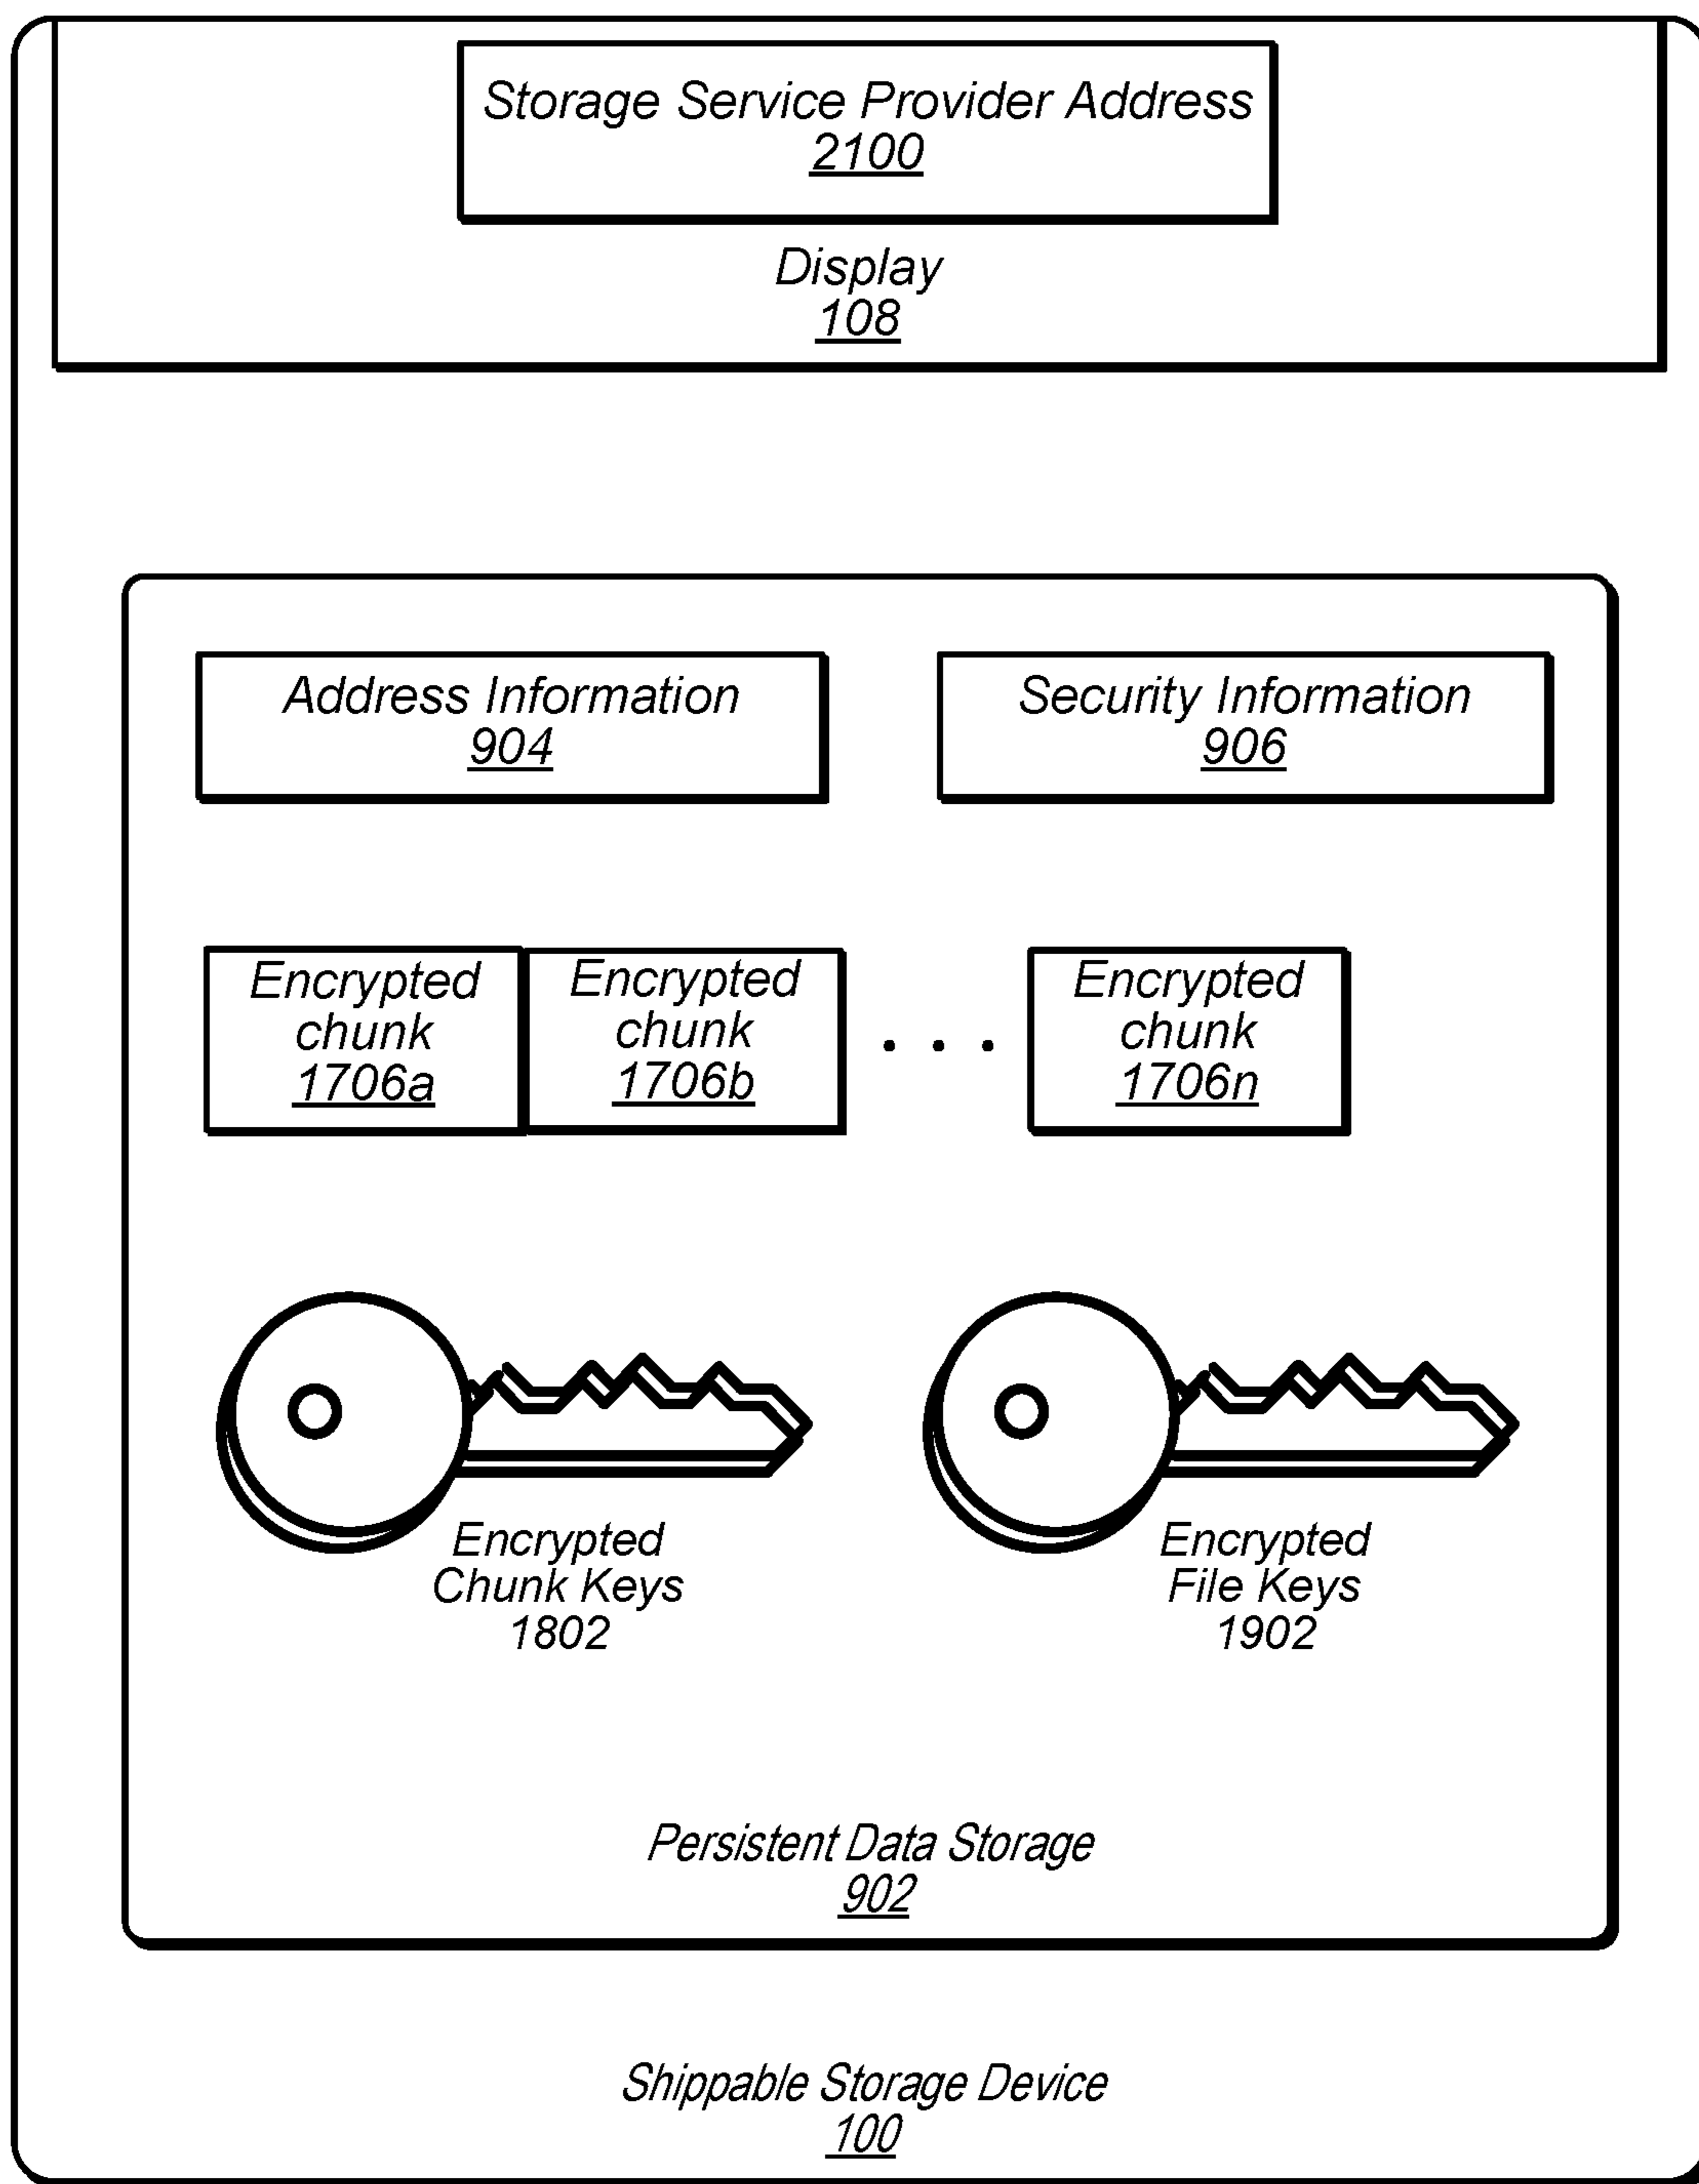 Storage Service Provider Address
2100
Display
108
Address Information
904
Security Information
906
Encrypted
chunk
1706a
Encrypted
chunk
1706b
. . .
Encrypted
chunk
1706n
Encrypted
Chunk Keys
1802
Encrypted
File Keys
1902
Persistent Data Storage
902
Shippable Storage Device
100